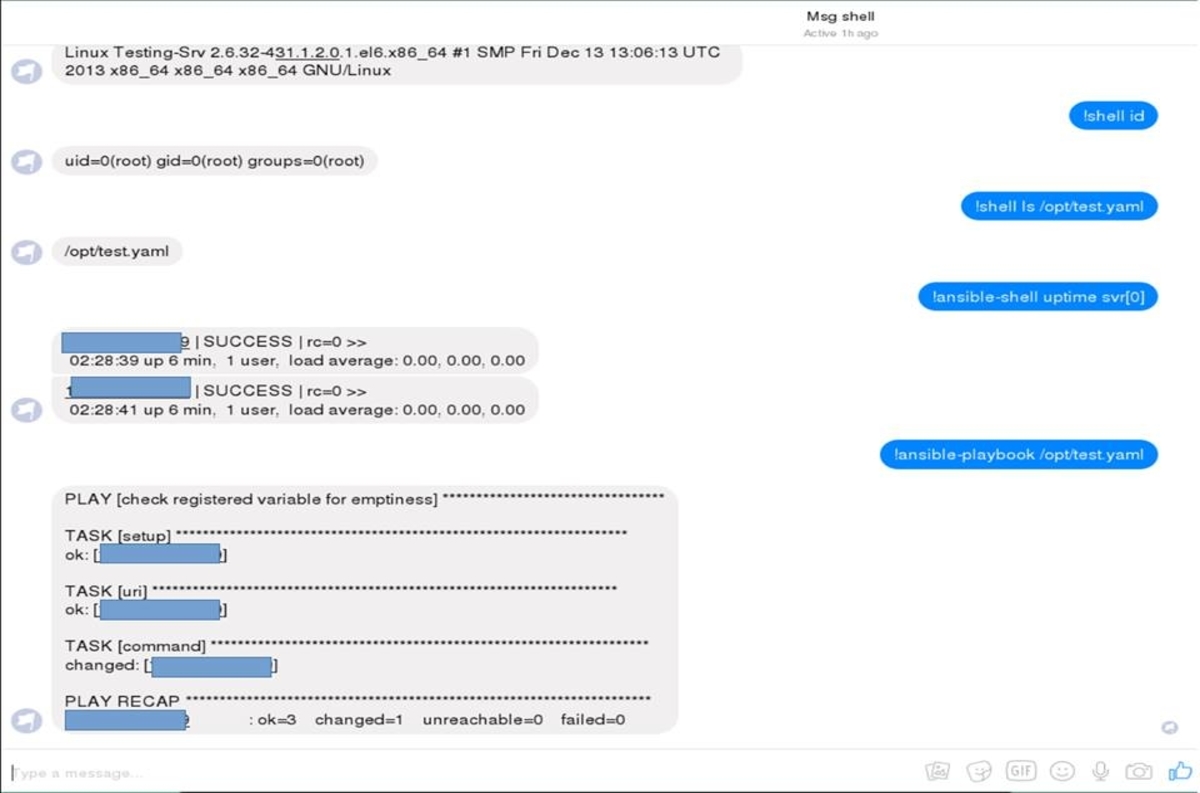 Msg shell
Active 1h ago
Linux Testing-Srv 2.6.32-431.1.2.0.1.el6.x86_64 #1 SMP Fri Dec 13 13:06:13 UTC
2013 x86_64 x86_64 x86_64 GNU/Linux
!shell id
uid=0(root) gid=0(root) groups=0(root)
!shell ls /opt/test.yaml
/opt/test.yaml
!ansible-shell uptime svr[0]
9 | SUCCESS | rc=0 >>
02:28:39 up 6 min, 1 user, load average: 0.00, 0.00, 0.00
1 | SUCCESS | rc=0 >>
02:28:41 up 6 min, 1 user, load average: 0.00, 0.00, 0.00
!ansible-playbook /opt/test.yaml
PLAY [check registered variable for emptiness] *********************************
TASK [setup] *******************************************************************
ok: [ ]
TASK [uri] *********************************************************************
ok: [ ]
TASK [command] *****************************************************************
changed: [ ]
PLAY RECAP *********************************************************************
: ok=3 changed=1 unreachable=0 failed=0
Type a message...
GIF